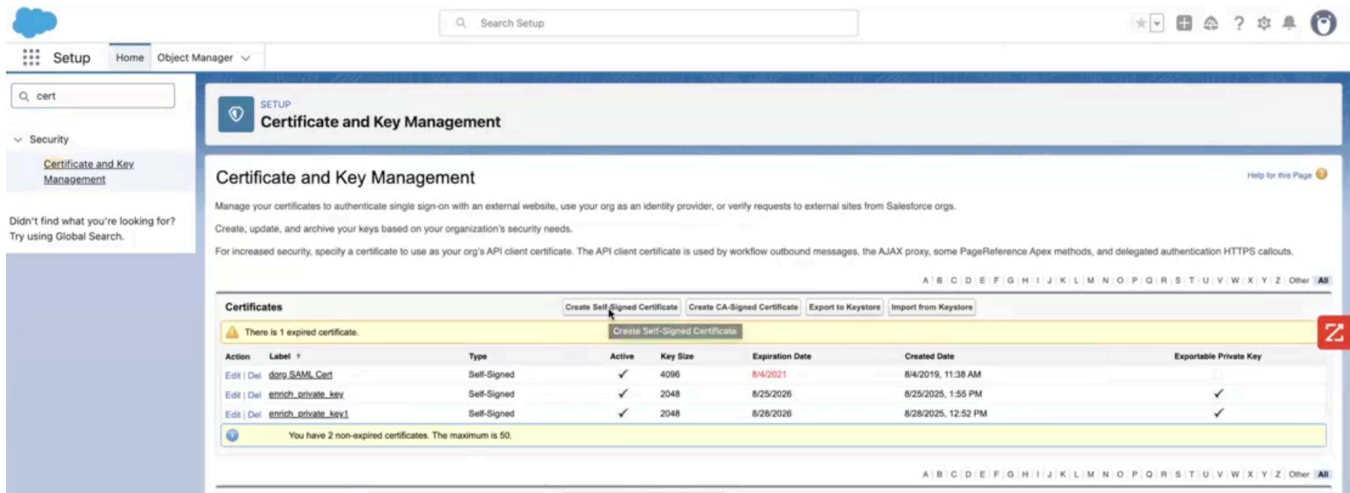 Search Setup
Setup Home Object Manager
cert
Security
Certificate and Key
Management
Didn't find what you're looking for?
Try using Global Search.
SETUP
Certificate and Key Management
Certificate and Key Management
Help for this Page
Manage your certificates to authenticate single sign-on with an external website, use your org as an identity provider, or verify requests to external sites from Salesforce orgs.
Create, update, and archive your keys based on your organization's security needs.
For increased security, specify a certificate to use as your org's API client certificate. The API client certificate is used by workflow outbound messages, the AJAX proxy, some PageReference Apex methods, and delegated authentication HTTPS callouts.
A | B | C | D | E | F | G | H | I | J | K | L | M | N | O | P | Q | R | S | T | U | V | W | X | Y | Z | Other | All
Certificates Create Self-Signed Certificate Create CA-Signed Certificate Export to Keystore Import from Keystore
There is 1 expired certificate.
Create Self-Signed Certificate
Action Label ↑ Type Active Key Size Expiration Date Created Date Exportable Private Key
Edit | Del dorg SAML Cert Self-Signed ✓ 4096 8/4/2021 8/4/2019, 11:38 AM
Edit | Del enrich_private_key Self-Signed ✓ 2048 8/25/2026 8/25/2025, 1:55 PM ✓
Edit | Del enrich_private_key1 Self-Signed ✓ 2048 8/28/2026 8/28/2025, 12:52 PM ✓
You have 2 non-expired certificates. The maximum is 50.
A | B | C | D | E | F | G | H | I | J | K | L | M | N | O | P | Q | R | S | T | U | V | W | X | Y | Z | Other | All